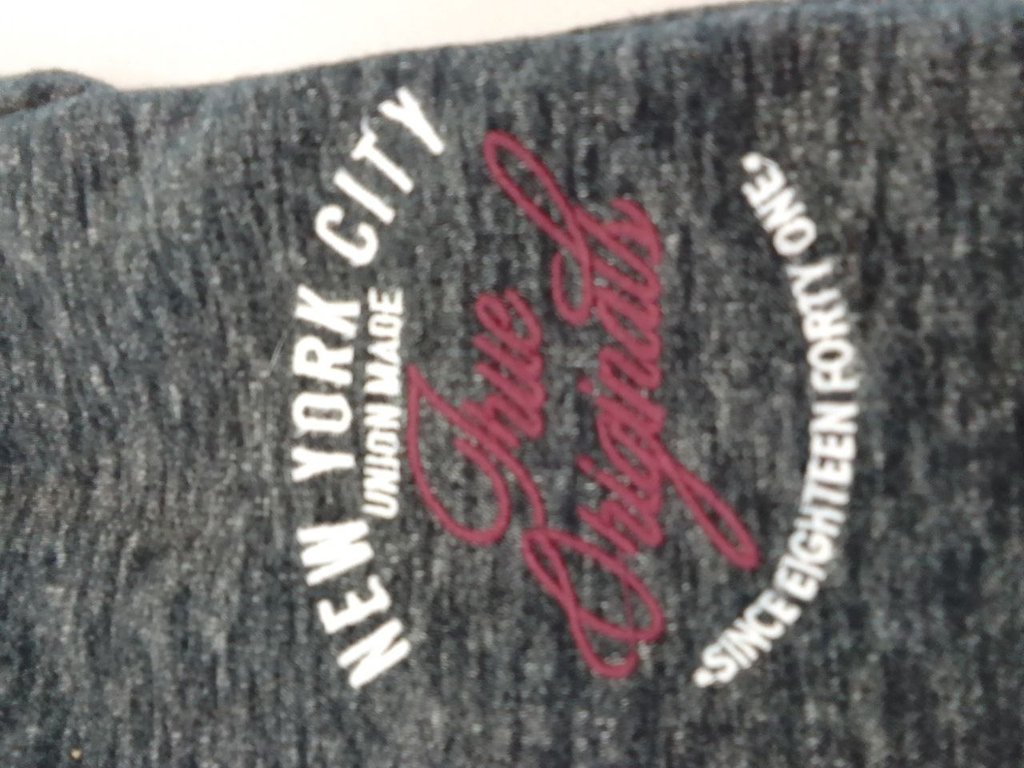 NEW YORK CITY
UNION MADE
True
Originals
*SINCE EIGHTEEN FORTY ONE*